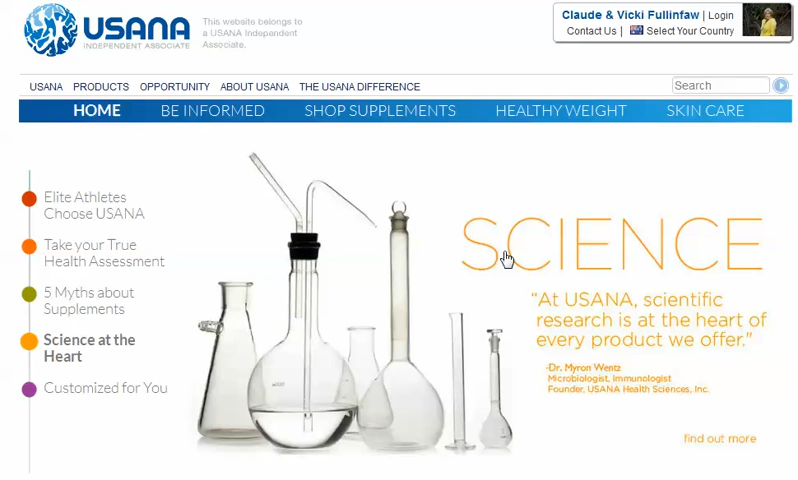 USANA
INDEPENDENT ASSOCIATE
This website belongs to
a USANA Independent
Associate.
Claude & Vicki Fullinfaw | Login
Contact Us | Select Your Country
USANA PRODUCTS OPPORTUNITY ABOUT USANA THE USANA DIFFERENCE
Search
HOME BE INFORMED SHOP SUPPLEMENTS HEALTHY WEIGHT SKIN CARE
Elite Athletes
Choose USANA
Take your True
Health Assessment
5 Myths about
Supplements
Science at the
Heart
Customized for You
SCIENCE
“At USANA, scientific
research is at the heart of
every product we offer."
-Dr. Myron Wentz
Microbiologist, Immunologist
Founder, USANA Health Sciences, Inc.
find out more